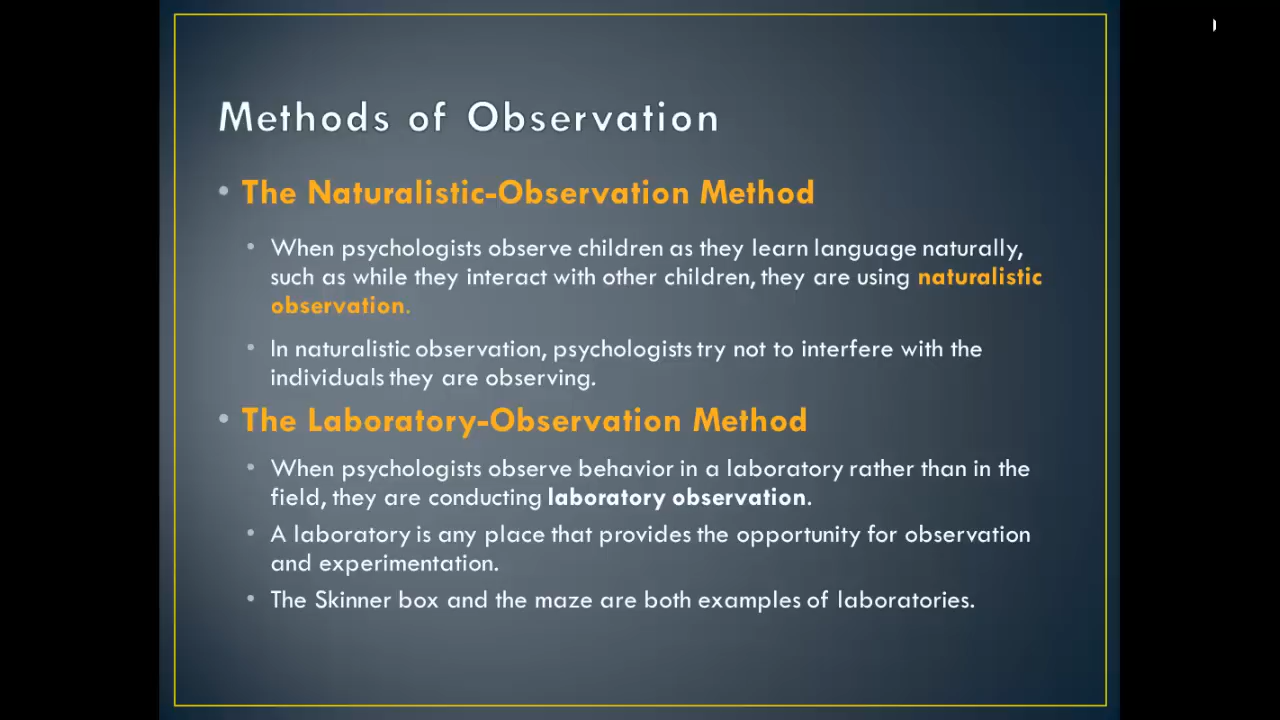 Methods of Observation
• The Naturalistic-Observation Method
• When psychologists observe children as they learn language naturally,
such as while they interact with other children, they are using naturalistic
observation.
• In naturalistic observation, psychologists try not to interfere with the
individuals they are observing.
• The Laboratory-Observation Method
• When psychologists observe behavior in a laboratory rather than in the
field, they are conducting laboratory observation.
• A laboratory is any place that provides the opportunity for observation
and experimentation.
• The Skinner box and the maze are both examples of laboratories.